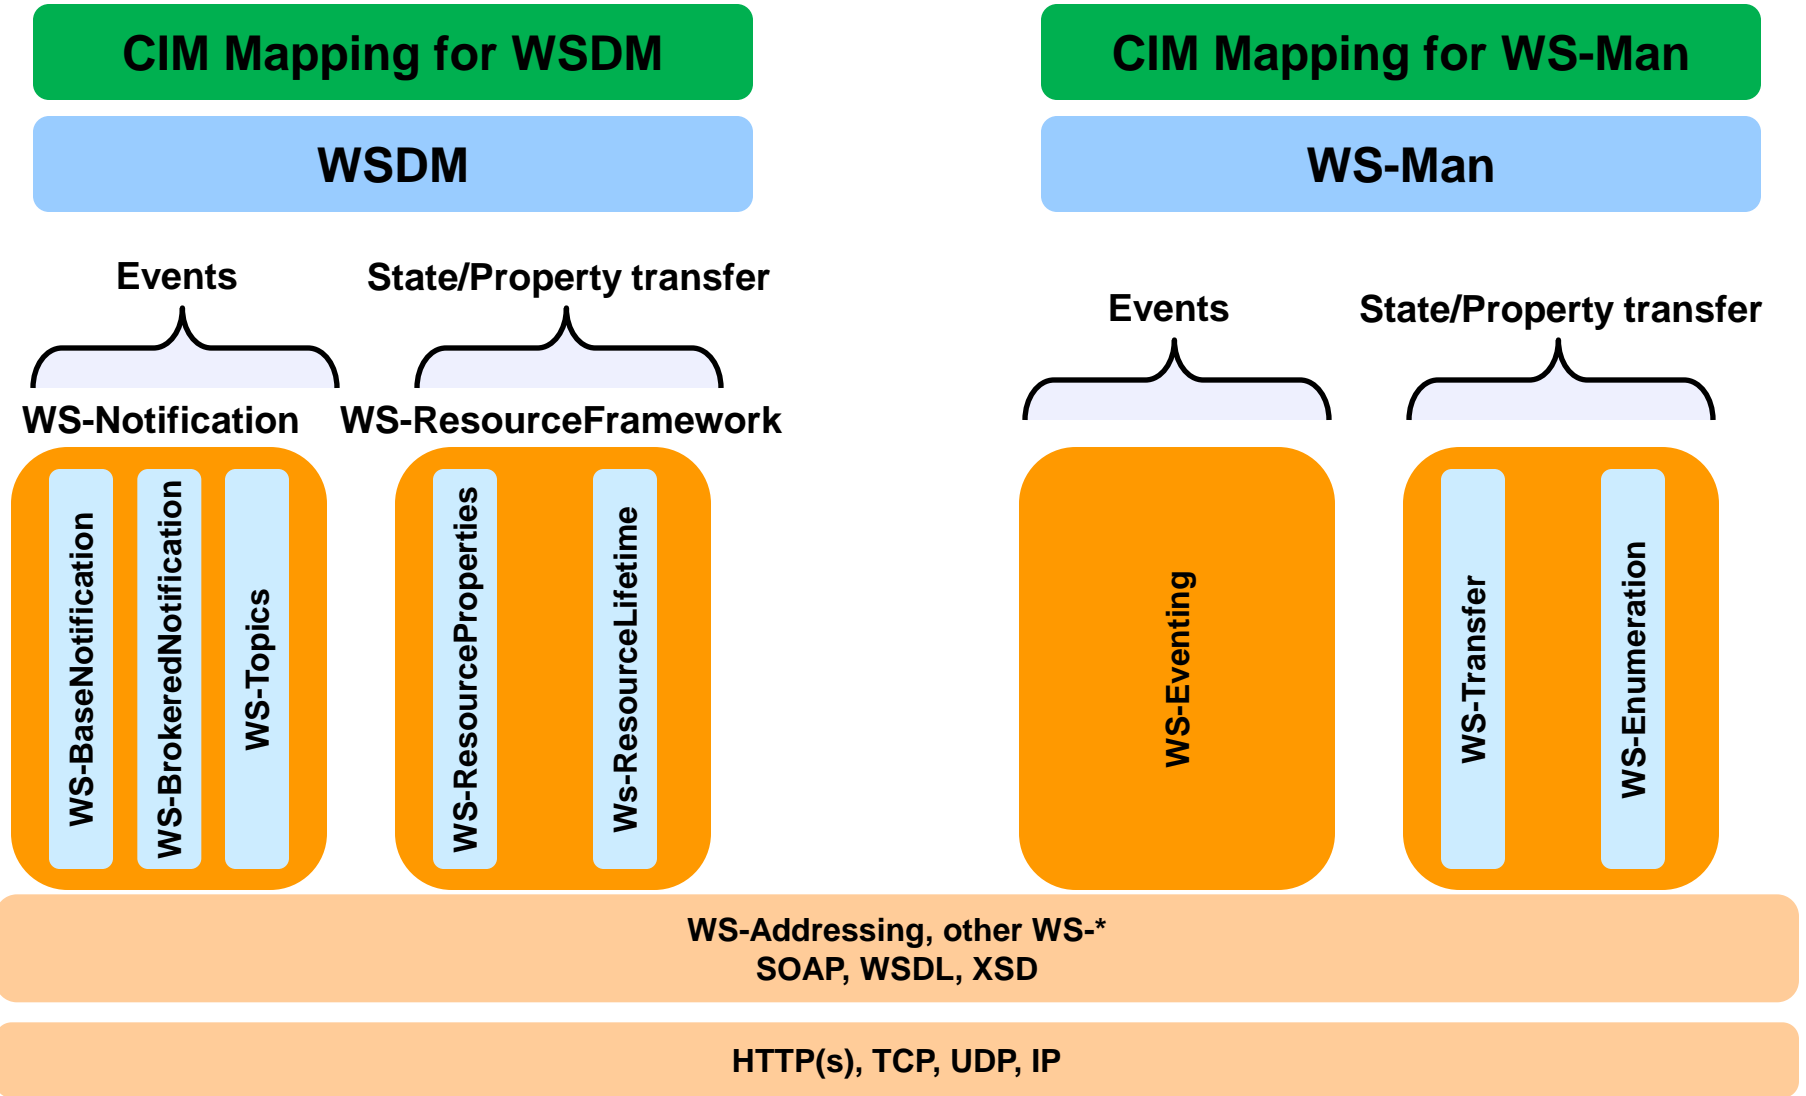 CIM Mapping for WSDM
WSDM
Events
State/Property transfer
WS-Notification
WS-ResourceFramework
WS-BaseNotification
WS-BrokeredNotification
WS-Topics
WS-ResourceProperties
Ws-ResourceLifetime
CIM Mapping for WS-Man
WS-Man
Events
State/Property transfer
WS-Eventing
WS-Transfer
WS-Enumeration
WS-Addressing, other WS-*
SOAP, WSDL, XSD
HTTP(s), TCP, UDP, IP